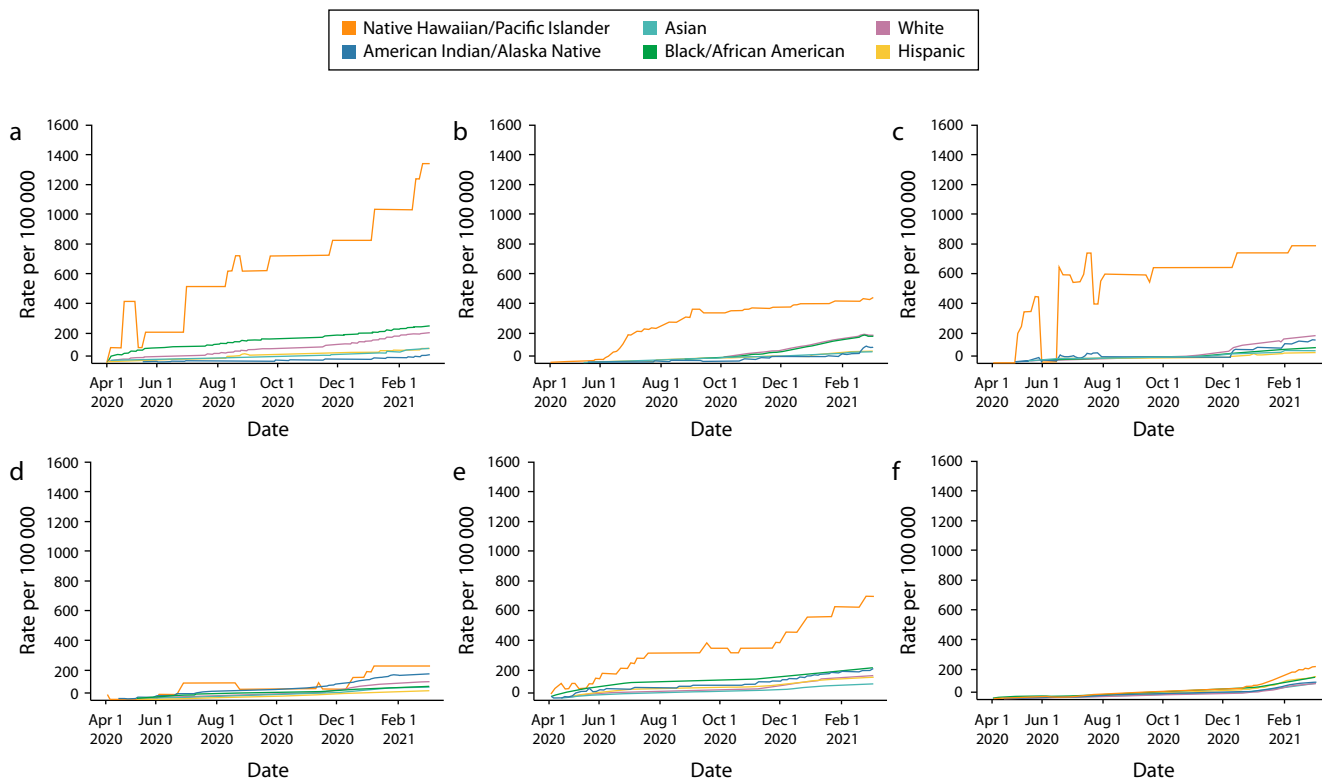 Native Hawaiian/Pacific Islander Asian White
American Indian/Alaska Native Black/African American Hispanic
a
Rate per 100 000
1600
1400
1200
1000
800
600
400
200
0
Apr 1 Jun 1 Aug 1 Oct 1 Dec 1 Feb 1
2020 2020 2020 2020 2020 2021
Date
b
Rate per 100 000
1600
1400
1200
1000
800
600
400
200
0
Apr 1 Jun 1 Aug 1 Oct 1 Dec 1 Feb 1
2020 2020 2020 2020 2020 2021
Date
c
Rate per 100 000
1600
1400
1200
1000
800
600
400
200
0
Apr 1 Jun 1 Aug 1 Oct 1 Dec 1 Feb 1
2020 2020 2020 2020 2020 2021
Date
d
Rate per 100 000
1600
1400
1200
1000
800
600
400
200
0
Apr 1 Jun 1 Aug 1 Oct 1 Dec 1 Feb 1
2020 2020 2020 2020 2020 2021
Date
e
Rate per 100 000
1600
1400
1200
1000
800
600
400
200
0
Apr 1 Jun 1 Aug 1 Oct 1 Dec 1 Feb 1
2020 2020 2020 2020 2020 2021
Date
f
Rate per 100 000
1600
1400
1200
1000
800
600
400
200
0
Apr 1 Jun 1 Aug 1 Oct 1 Dec 1 Feb 1
2020 2020 2020 2020 2020 2021
Date